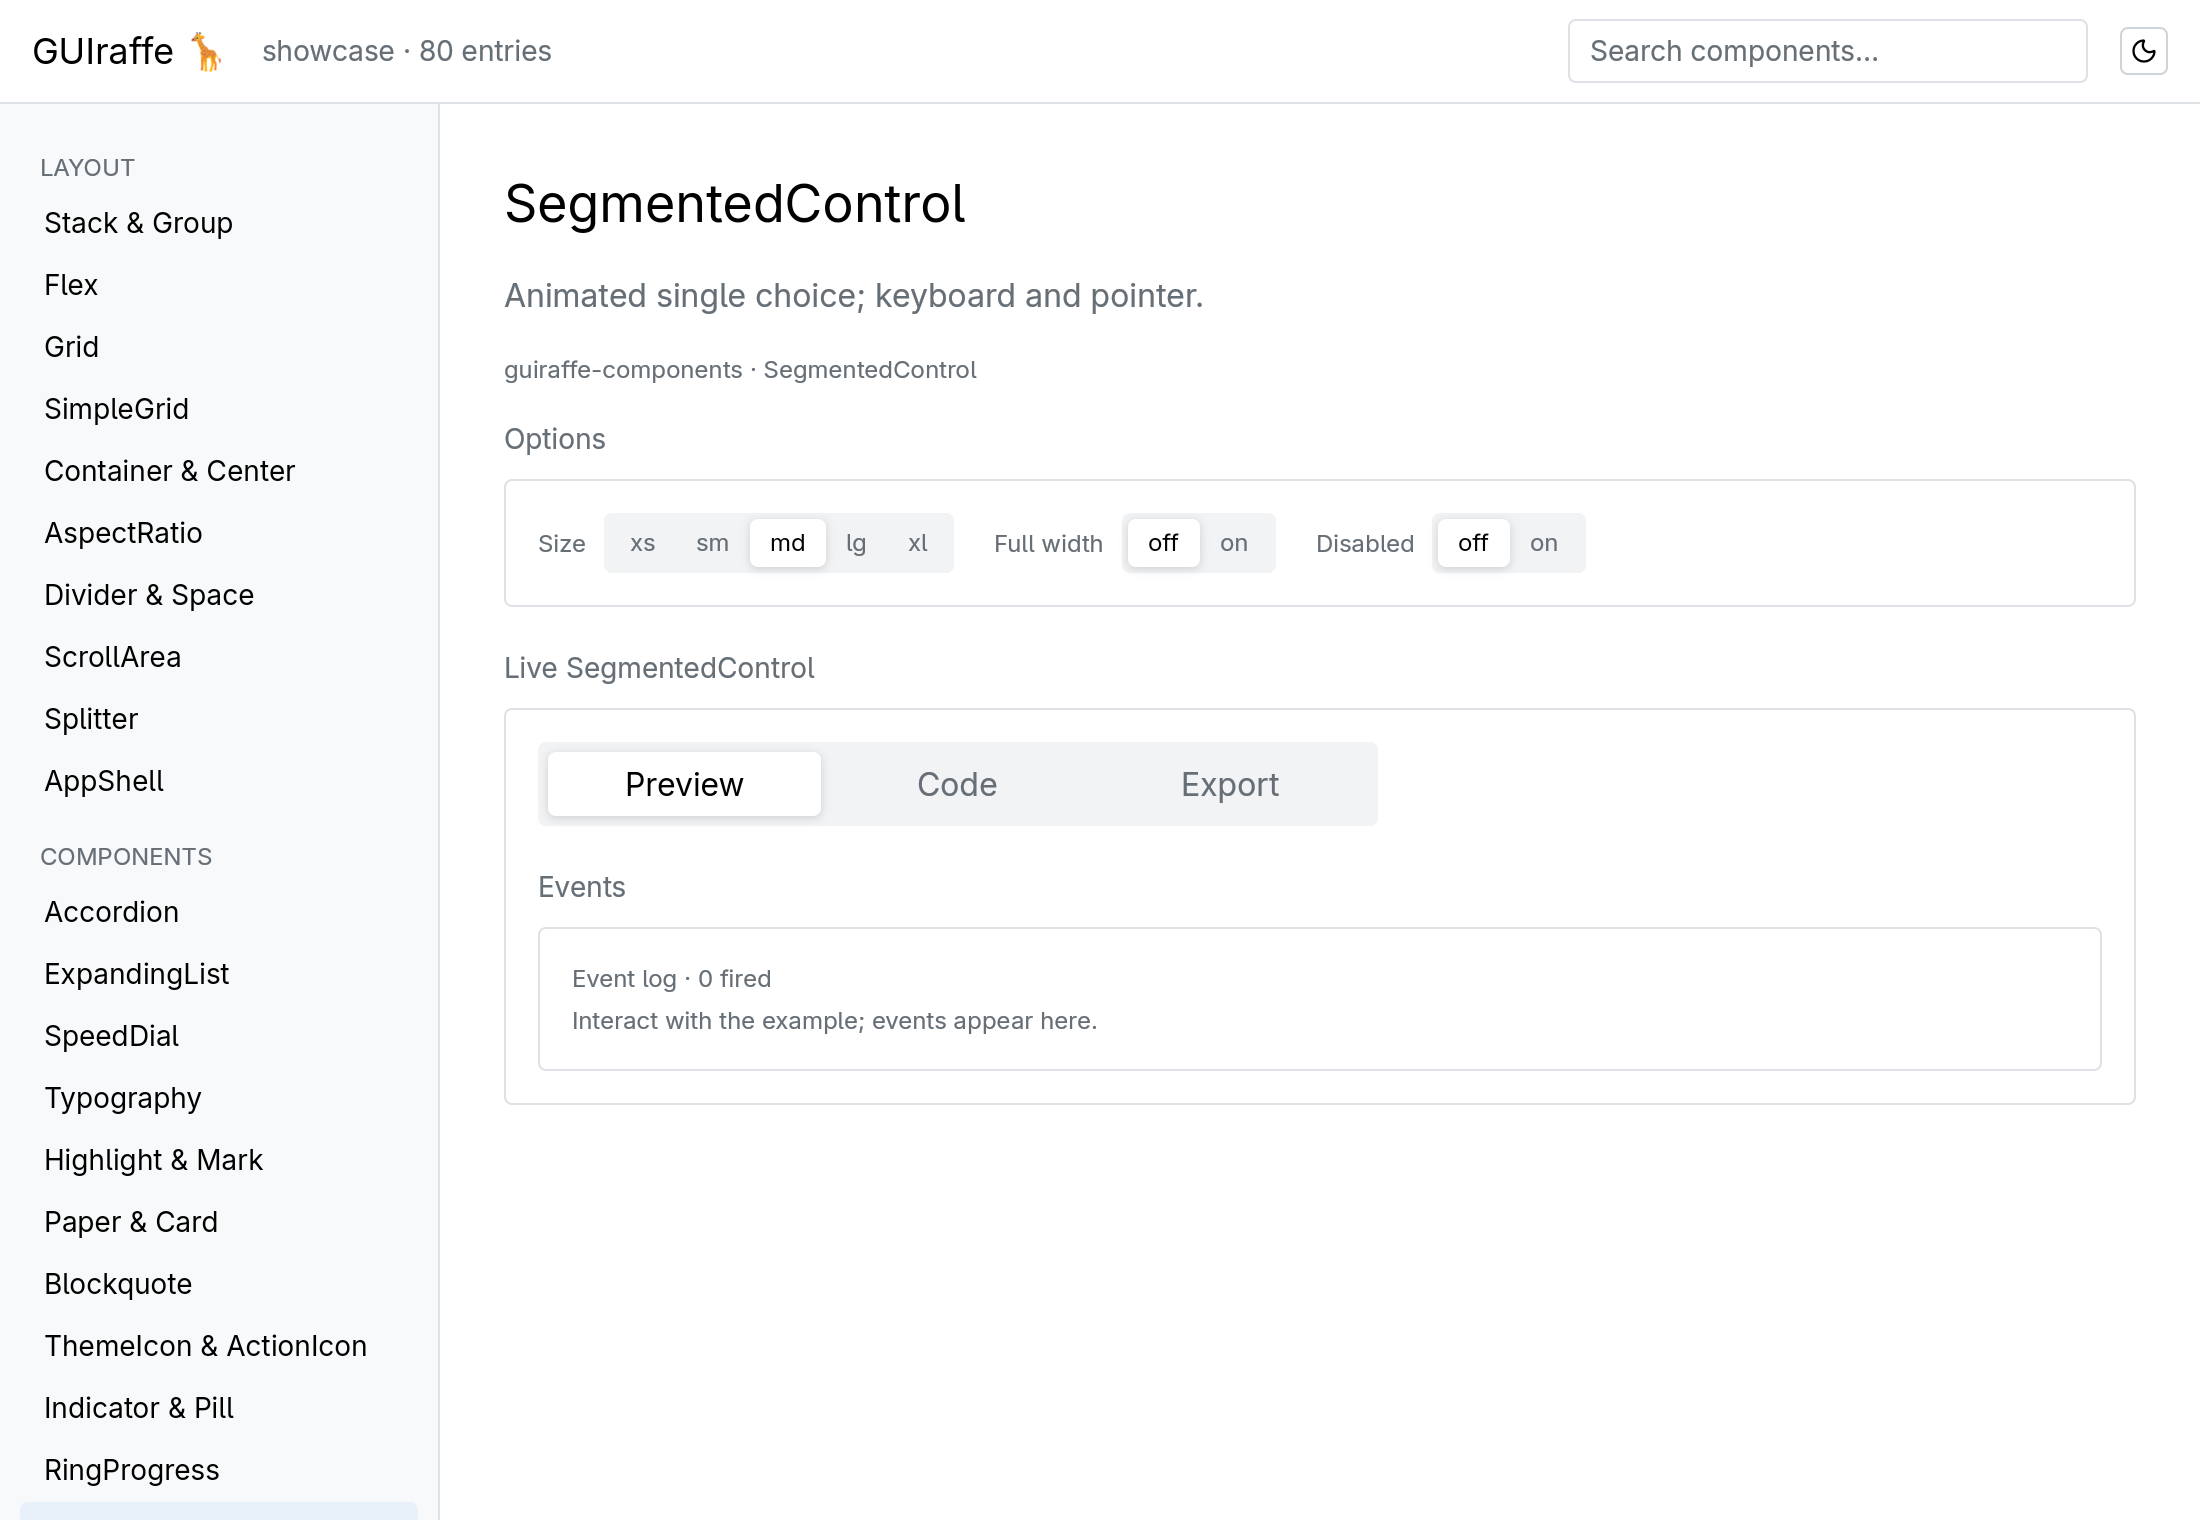 GUIraffe 🦒 showcase · 80 entries Search components...
LAYOUT
Stack & Group
Flex
Grid
SimpleGrid
Container & Center
AspectRatio
Divider & Space
ScrollArea
Splitter
AppShell
COMPONENTS
Accordion
ExpandingList
SpeedDial
Typography
Highlight & Mark
Paper & Card
Blockquote
ThemeIcon & ActionIcon
Indicator & Pill
RingProgress
SegmentedControl
Animated single choice; keyboard and pointer.
guiraffe-components · SegmentedControl
Options
Size xs sm md lg xl Full width off on Disabled off on
Live SegmentedControl
Preview Code Export
Events
Event log · 0 fired
Interact with the example; events appear here.